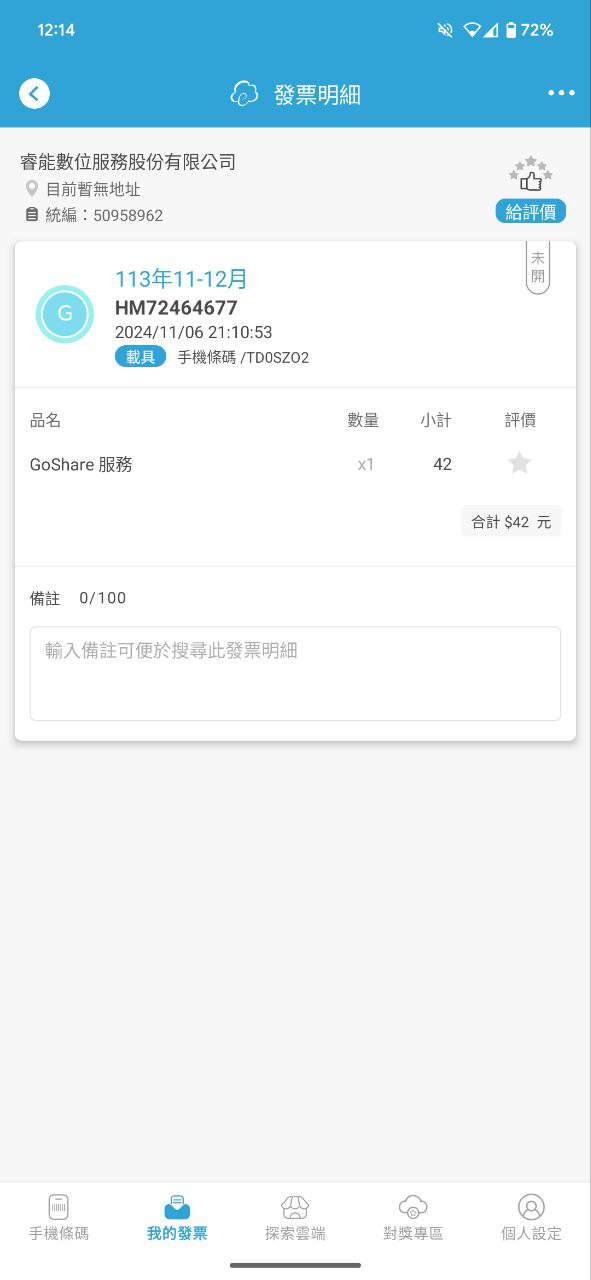 12:14
72%
發票明細
睿能數位服務股份有限公司
目前暫無地址
統編：50958962
給評價
未開
113年11-12月
G
HM72464677
2024/11/06 21:10:53
載具 手機條碼 /TD0SZO2
品名 數量 小計 評價
GoShare 服務 x1 42
合計 $42 元
備註 0/100
輸入備註可便於搜尋此發票明細
手機條碼 我的發票 探索雲端 對獎專區 個人設定